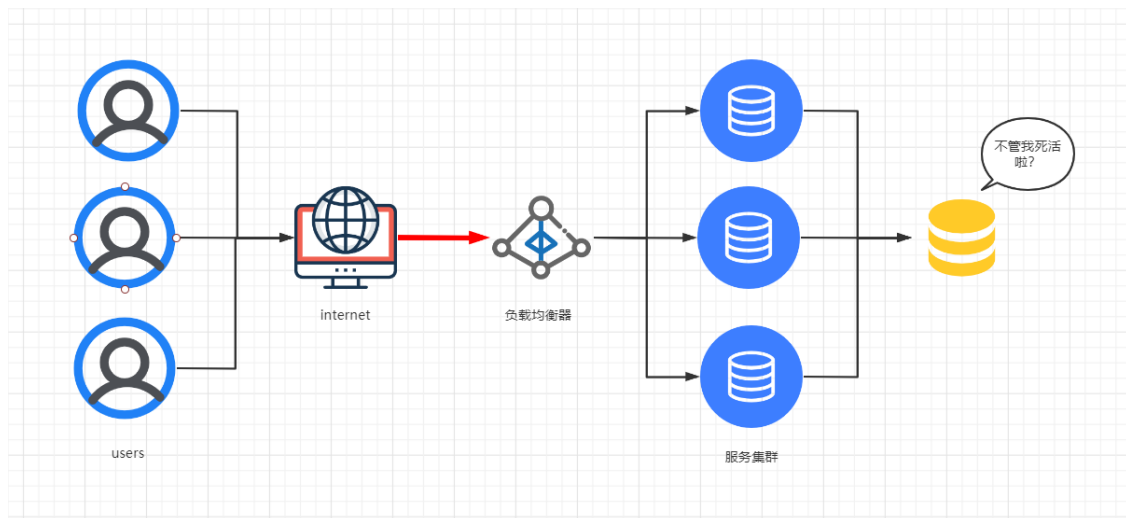 不管我死活
啦?
internet
负载均衡器
users
服务集群